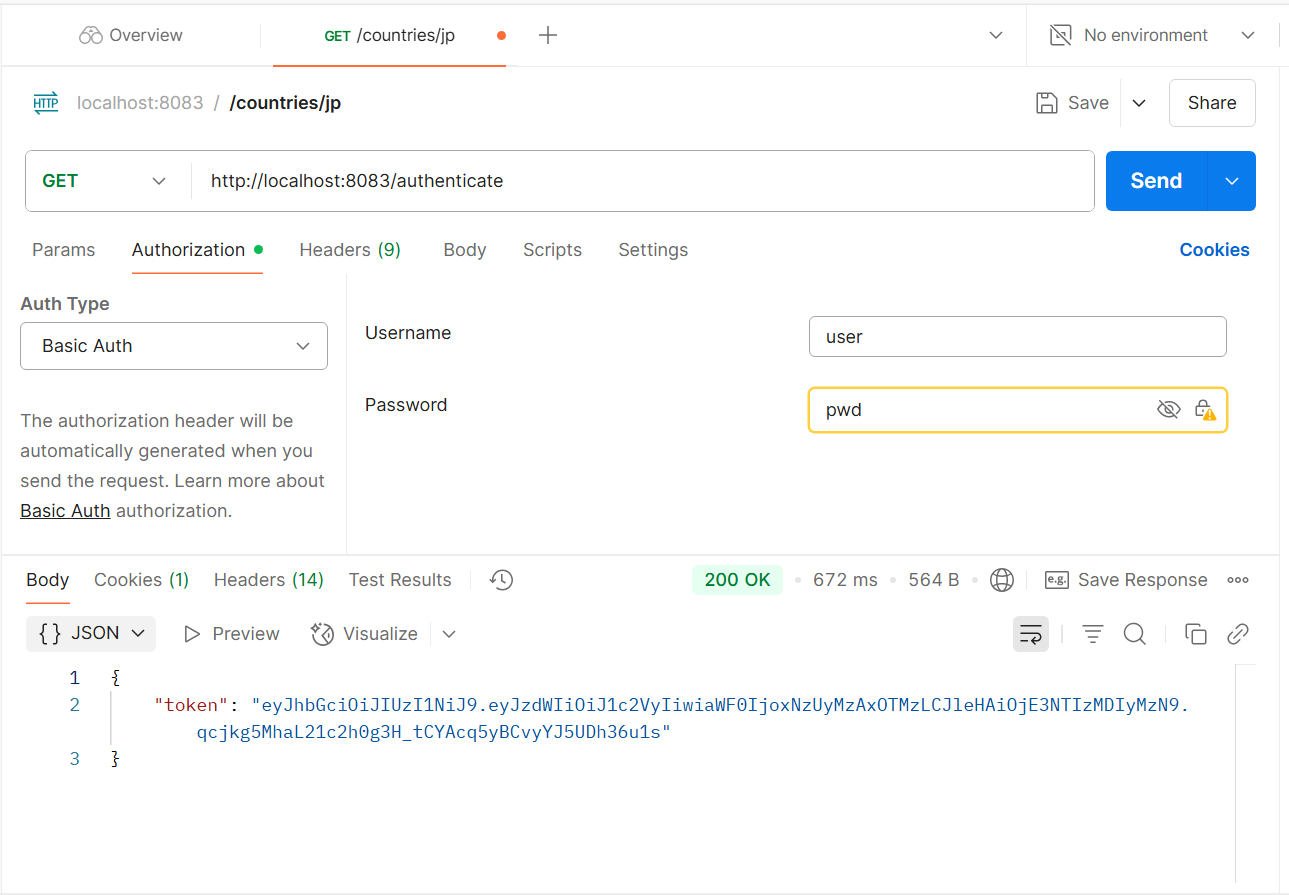 Overview
GET /countries/jp
No environment
HTTP localhost:8083 / /countries/jp
Save
Share
GET
http://localhost:8083/authenticate
Send
Params
Authorization
Headers (9)
Body
Scripts
Settings
Cookies
Auth Type
Basic Auth
The authorization header will be
automatically generated when you
send the request. Learn more about
Basic Auth authorization.
Username
user
Password
pwd
Body
Cookies (1)
Headers (14)
Test Results
200 OK
672 ms
564 B
e.g.
Save Response
{} JSON
Preview
Visualize
1 {
2 "token": "eyJhbGciOiJIUzI1NiJ9.eyJzdWIiOiJ1c2VyIiwiaWF0IjoxNzUyMzAxOTMzLCJleHAiOjE3NTIzMDIyMzN9.
qcjkg5MhaL21c2h0g3H_tCYAcq5yBCvyYJ5UDh36u1s"
3 }